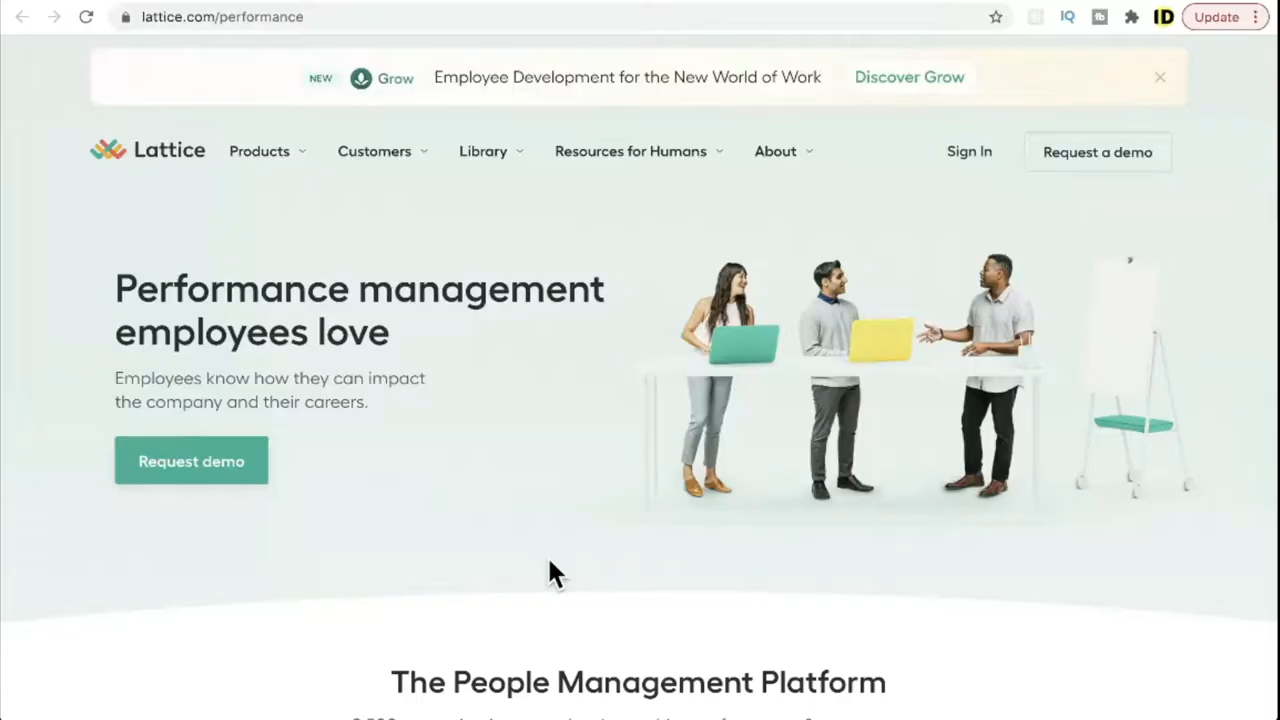 lattice.com/performance
IQ
ID
Update
NEW
Grow
Employee Development for the New World of Work
Discover Grow
Lattice
Products
Customers
Library
Resources for Humans
About
Sign In
Request a demo
Performance management
employees love
Employees know how they can impact
the company and their careers.
Request demo
The People Management Platform